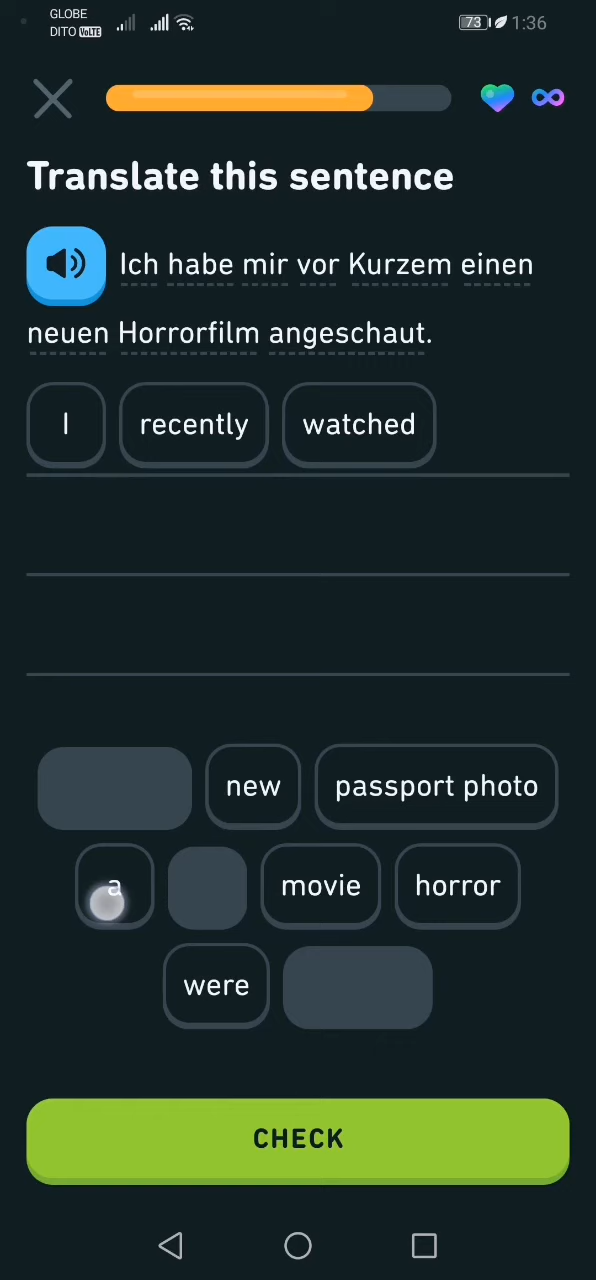 GLOBE
DITO VoLTE
73 1:36
Translate this sentence
Ich habe mir vor Kurzem einen
neuen Horrorfilm angeschaut.
I recently watched
new passport photo
a movie horror
were
CHECK